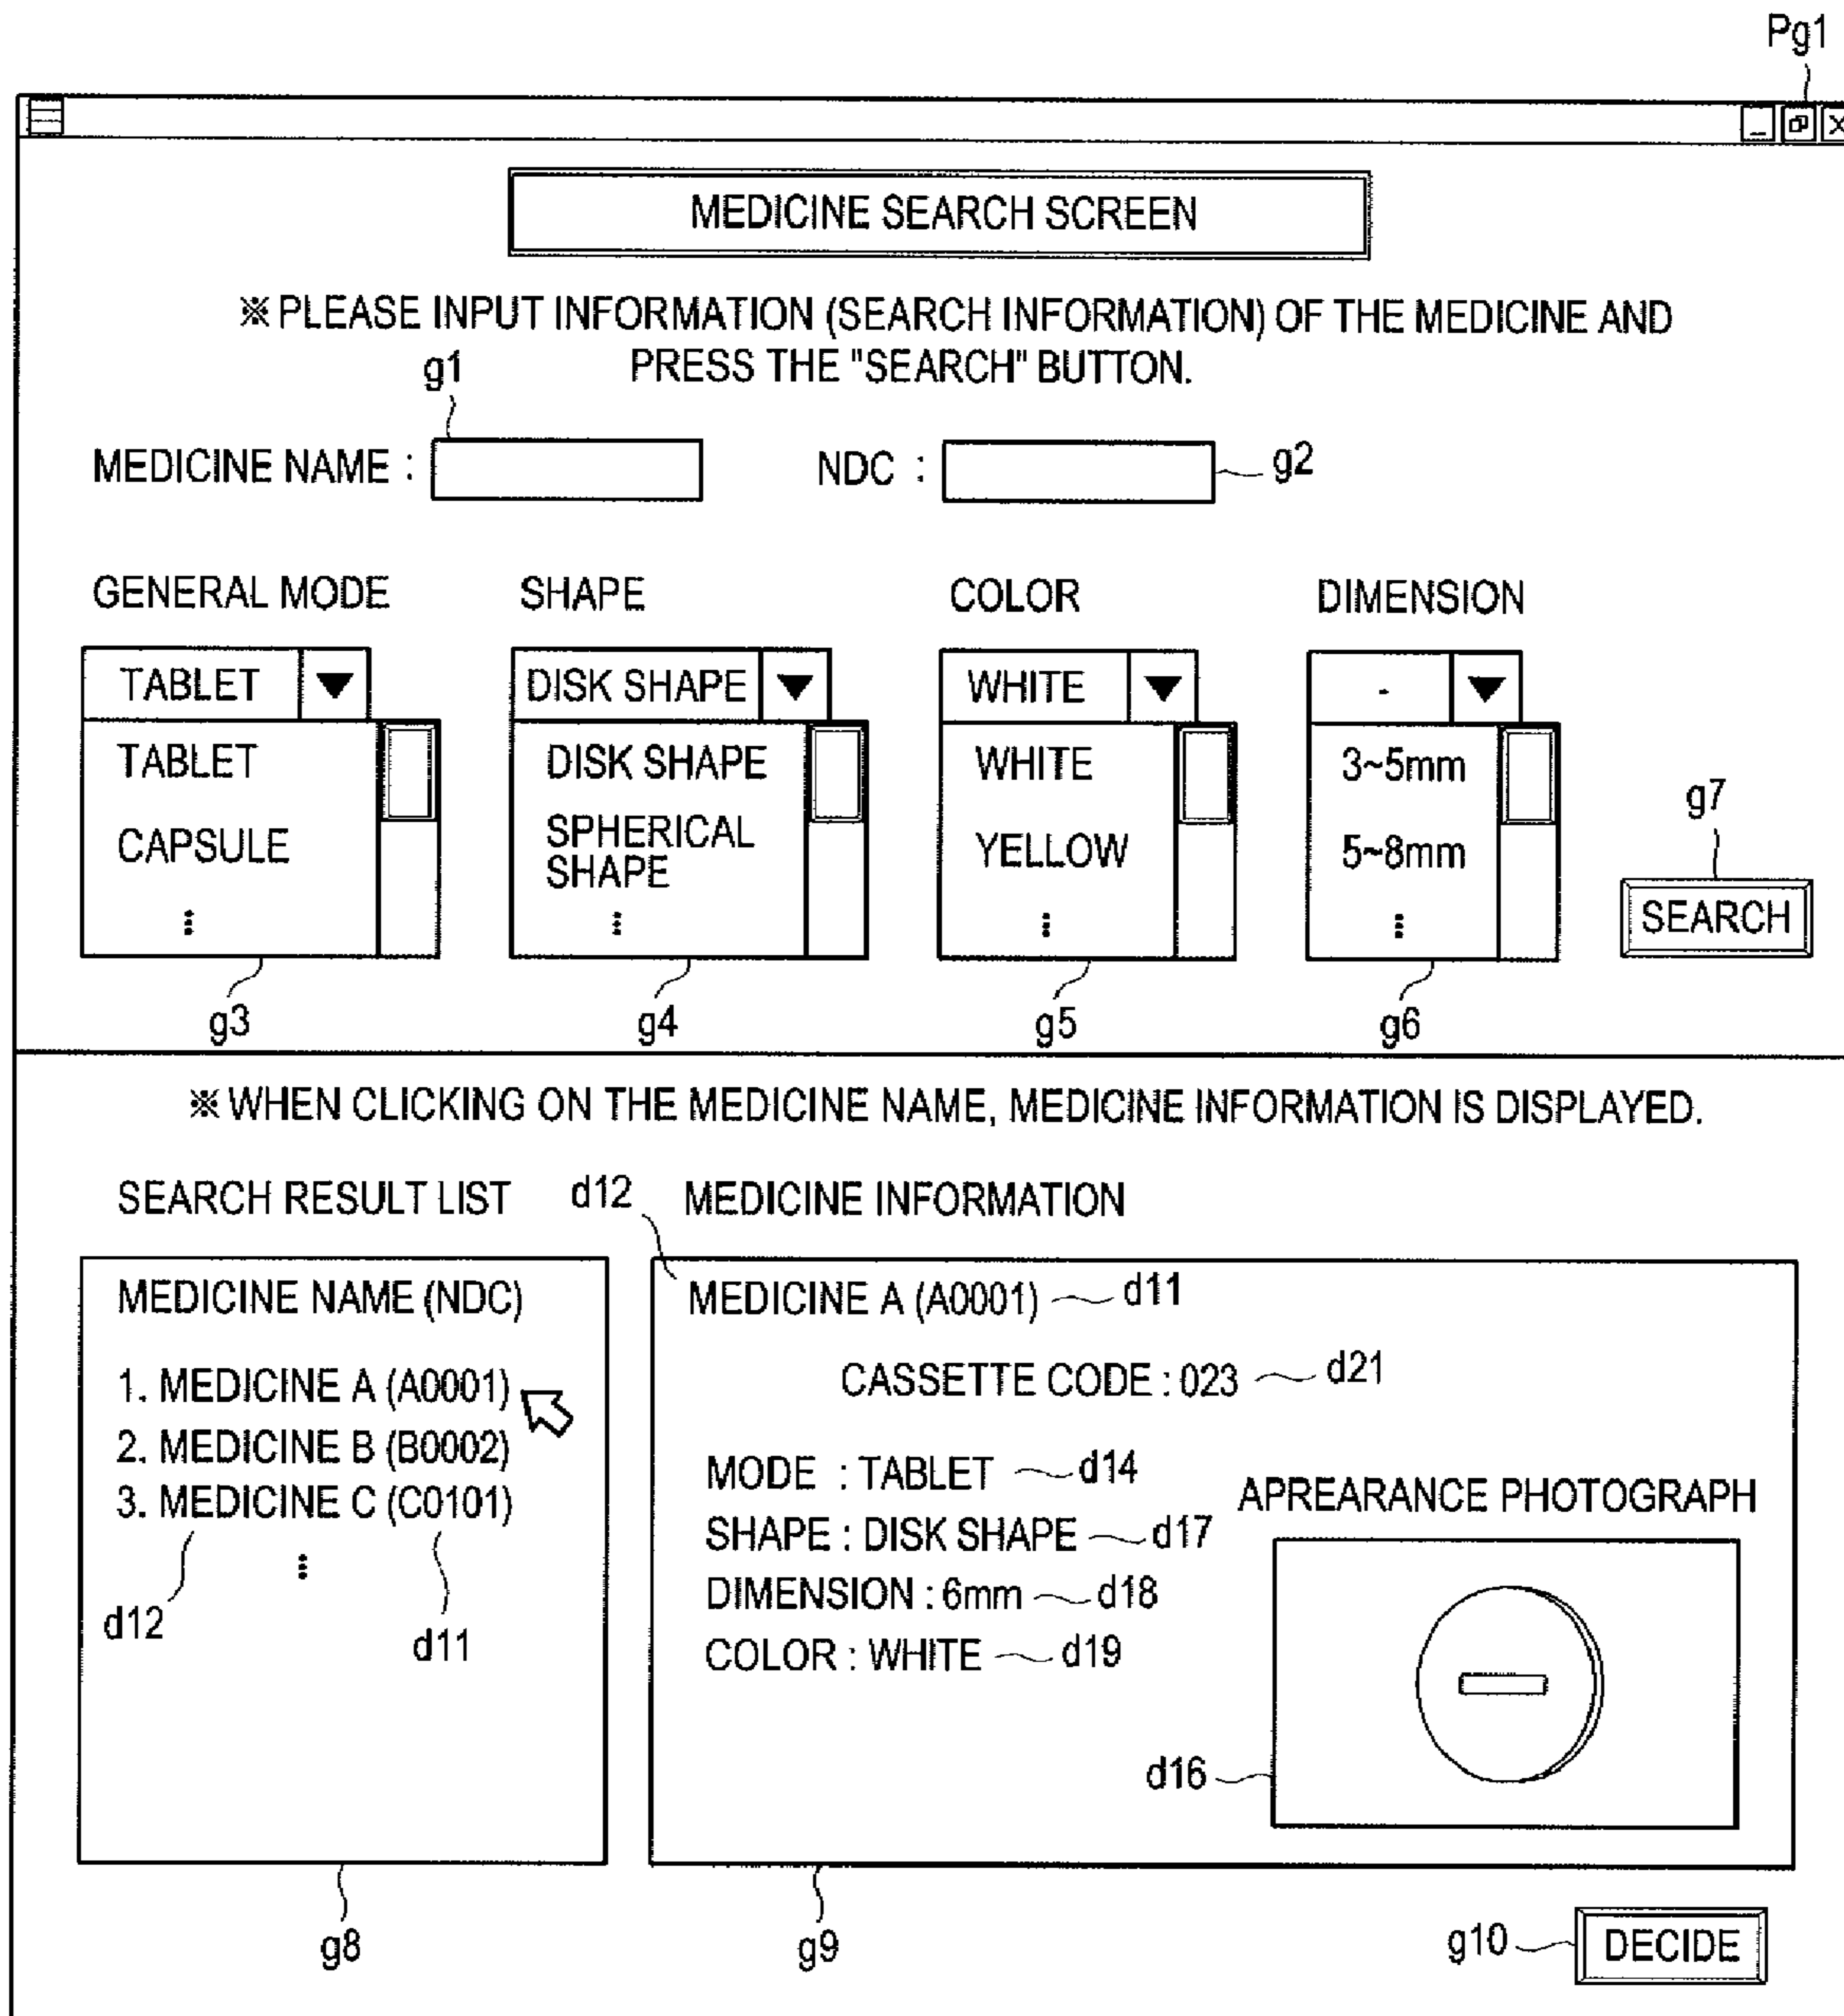 Pg1
MEDICINE SEARCH SCREEN
※ PLEASE INPUT INFORMATION (SEARCH INFORMATION) OF THE MEDICINE AND
PRESS THE "SEARCH" BUTTON.
g1
MEDICINE NAME :
NDC :
g2
GENERAL MODE
SHAPE
COLOR
DIMENSION
TABLET ▼
DISK SHAPE ▼
WHITE ▼
- ▼
TABLET
CAPSULE
⋮
DISK SHAPE
SPHERICAL
SHAPE
⋮
WHITE
YELLOW
⋮
3~5mm
5~8mm
⋮
g7
SEARCH
g3
g4
g5
g6
※ WHEN CLICKING ON THE MEDICINE NAME, MEDICINE INFORMATION IS DISPLAYED.
SEARCH RESULT LIST
d12
MEDICINE INFORMATION
MEDICINE NAME (NDC)
1. MEDICINE A (A0001)
2. MEDICINE B (B0002)
3. MEDICINE C (C0101)
⋮
d12
d11
MEDICINE A (A0001)
d11
CASSETTE CODE : 023
d21
MODE : TABLET
d14
SHAPE : DISK SHAPE
d17
DIMENSION : 6mm
d18
COLOR : WHITE
d19
APREARANCE PHOTOGRAPH
d16
g8
g9
g10
DECIDE